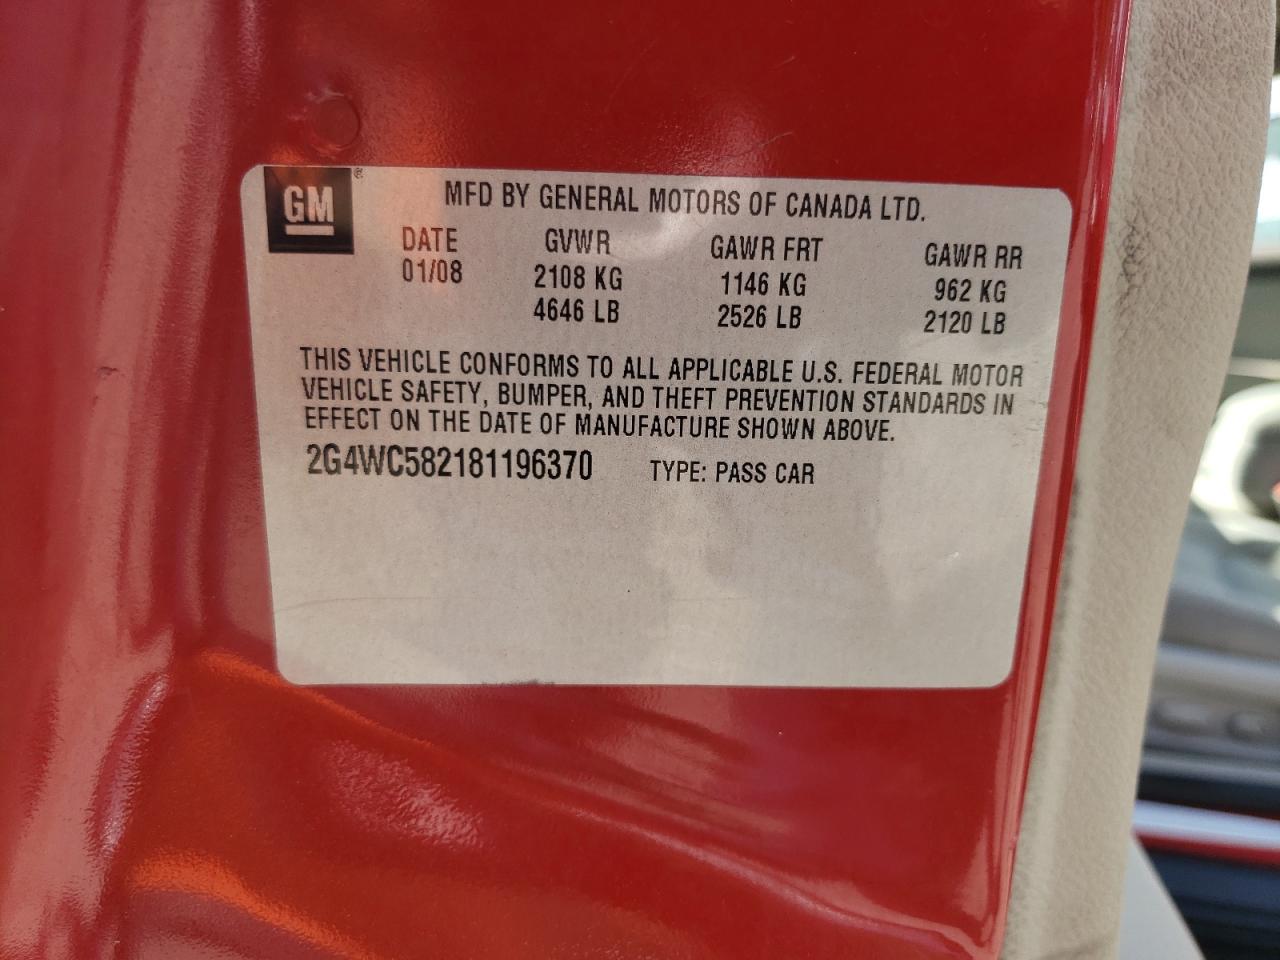 GM®
MFD BY GENERAL MOTORS OF CANADA LTD.
DATE GVWR GAWR FRT GAWR RR
01/08 2108 KG 1146 KG 962 KG
4646 LB 2526 LB 2120 LB
THIS VEHICLE CONFORMS TO ALL APPLICABLE U.S. FEDERAL MOTOR
VEHICLE SAFETY, BUMPER, AND THEFT PREVENTION STANDARDS IN
EFFECT ON THE DATE OF MANUFACTURE SHOWN ABOVE.
2G4WC582181196370 TYPE: PASS CAR